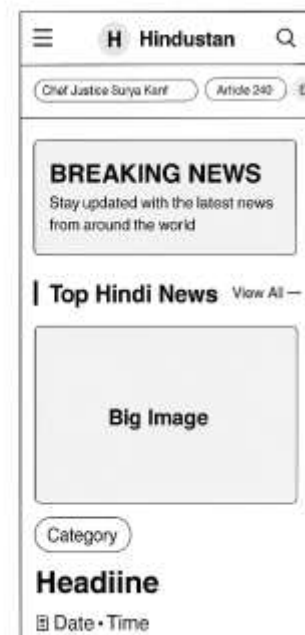 H Hindustan
Chef Justice Surya Kant
Article 240
BREAKING NEWS
Stay updated with the latest news
from around the world
Top Hindi News View All —
Big Image
Category
Headiine
Date • Time